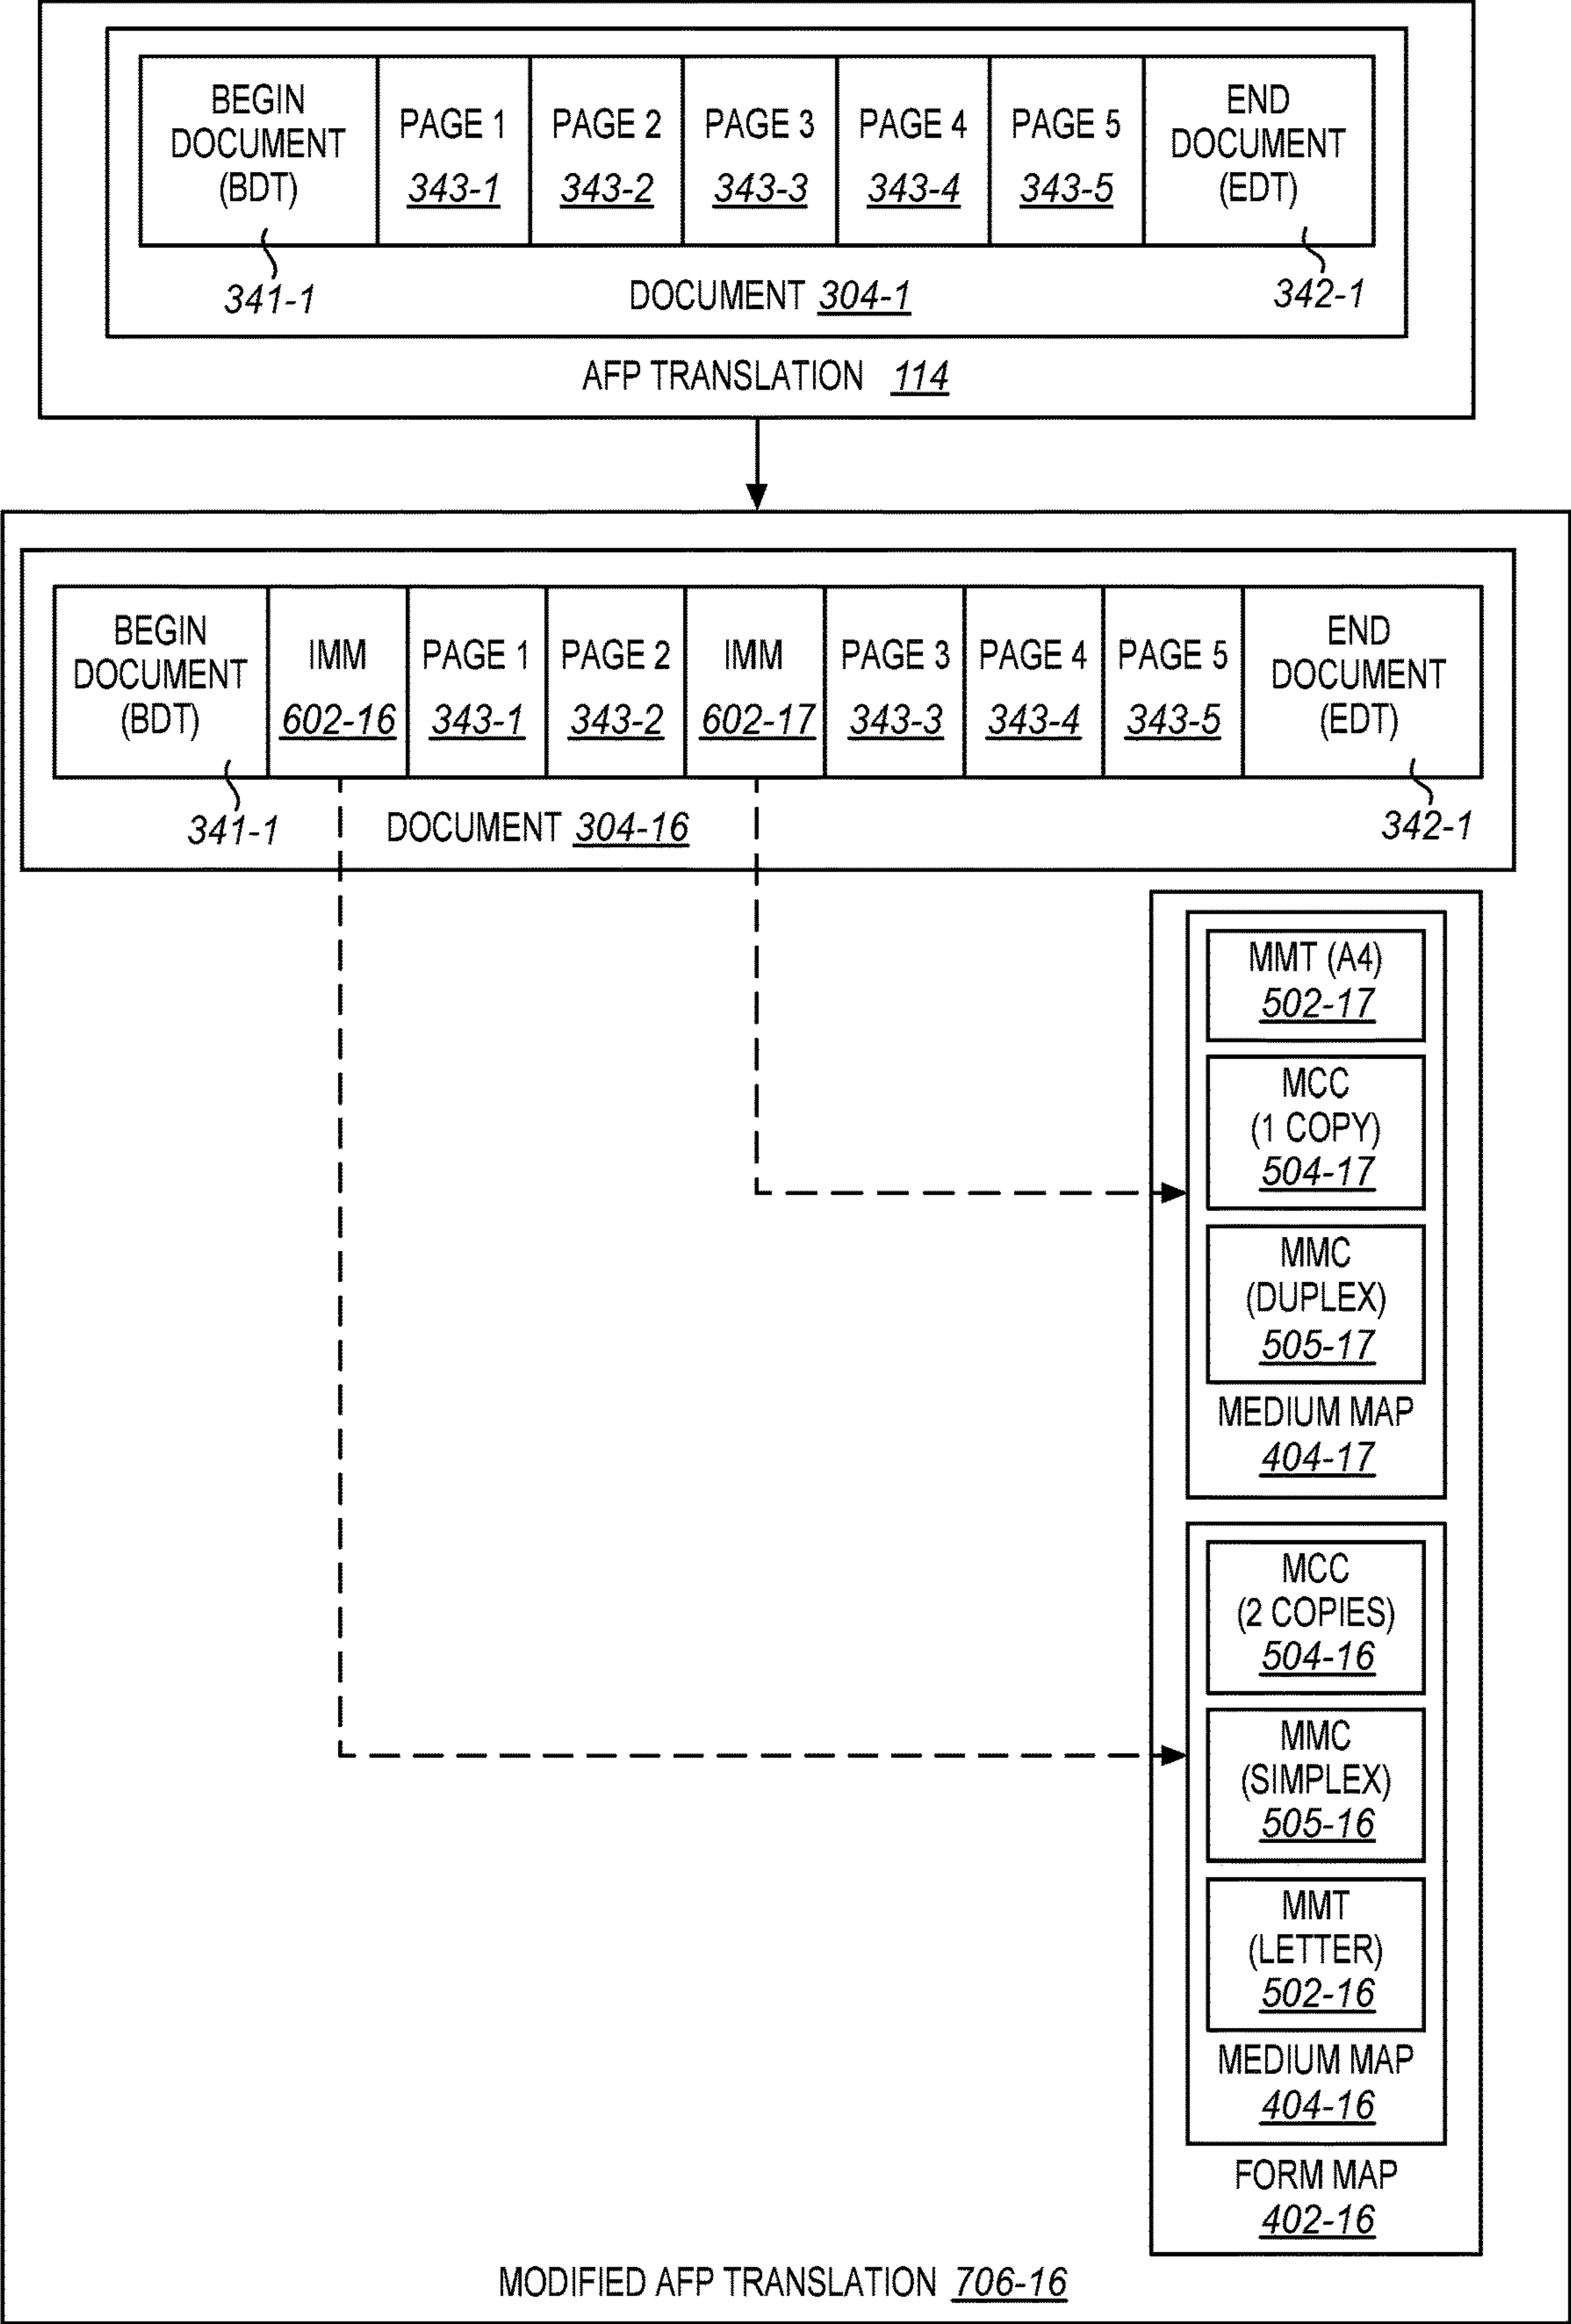 BEGIN
DOCUMENT
(BDT)
341-1
PAGE 1
343-1
PAGE 2
343-2
PAGE 3
343-3
PAGE 4
343-4
PAGE 5
343-5
END
DOCUMENT
(EDT)
342-1
DOCUMENT 304-1
AFP TRANSLATION 114
BEGIN
DOCUMENT
(BDT)
341-1
IMM
602-16
PAGE 1
343-1
PAGE 2
343-2
IMM
602-17
PAGE 3
343-3
PAGE 4
343-4
PAGE 5
343-5
END
DOCUMENT
(EDT)
342-1
DOCUMENT 304-16
MMT (A4)
502-17
MCC
(1 COPY)
504-17
MMC
(DUPLEX)
505-17
MEDIUM MAP
404-17
MCC
(2 COPIES)
504-16
MMC
(SIMPLEX)
505-16
MMT
(LETTER)
502-16
MEDIUM MAP
404-16
FORM MAP
402-16
MODIFIED AFP TRANSLATION 706-16